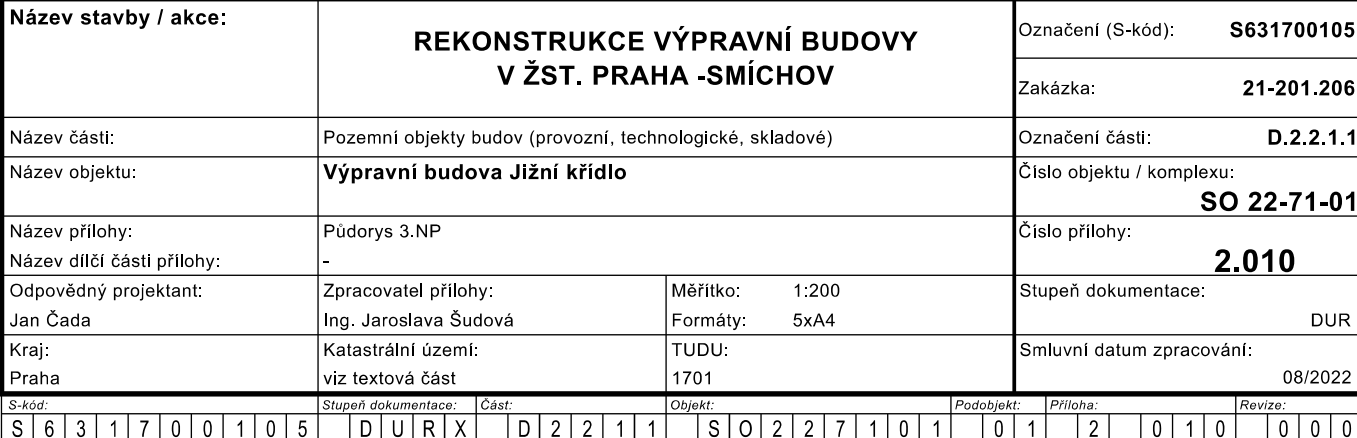 Název stavby / akce:
REKONSTRUKCE VÝPRAVNÍ BUDOVY
V ŽST. PRAHA -SMÍCHOV
Označení (S-kód): S631700105
Zakázka: 21-201.206
Název části: Pozemní objekty budov (provozní, technologické, skladové) Označení části: D.2.2.1.1
Název objektu: Výpravní budova Jižní křídlo Číslo objektu / komplexu:
SO 22-71-01
Název přílohy: Půdorys 3.NP Číslo přílohy:
Název dílčí části přílohy: - 2.010
Odpovědný projektant: Zpracovatel přílohy: Měřítko: 1:200 Stupeň dokumentace:
Jan Čada Ing. Jaroslava Šudová Formáty: 5xA4 DUR
Kraj: Katastrální území: TUDU: Smluvní datum zpracování:
Praha viz textová část 1701 08/2022
S-kód: Stupeň dokumentace: Část: Objekt: Podobjekt: Příloha: Revize:
S 6 3 1 7 0 0 1 0 5 D U R X D 2 2 1 1 S O 2 2 7 1 0 1 0 1 2 0 1 0 0 0 0